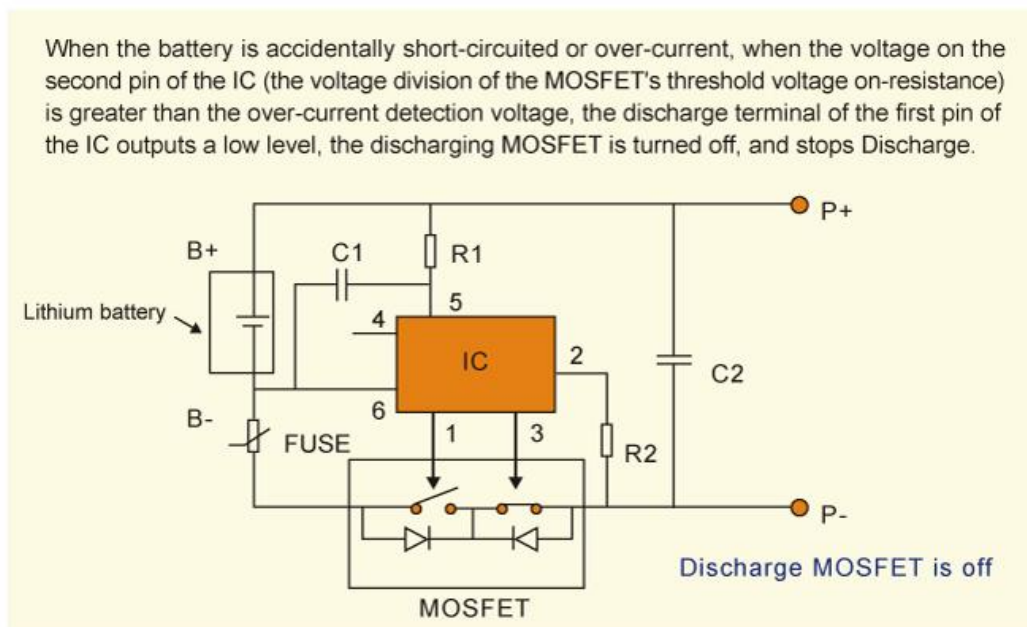 When the battery is accidentally short-circuited or over-current, when the voltage on the
second pin of the IC (the voltage division of the MOSFET's threshold voltage on-resistance)
is greater than the over-current detection voltage, the discharge terminal of the first pin of
the IC outputs a low level, the discharging MOSFET is turned off, and stops Discharge.
P+
B+
C1
R1
5
Lithium battery
4
IC
2
C2
6
B-
1
3
FUSE
R2
P-
Discharge MOSFET is off
MOSFET